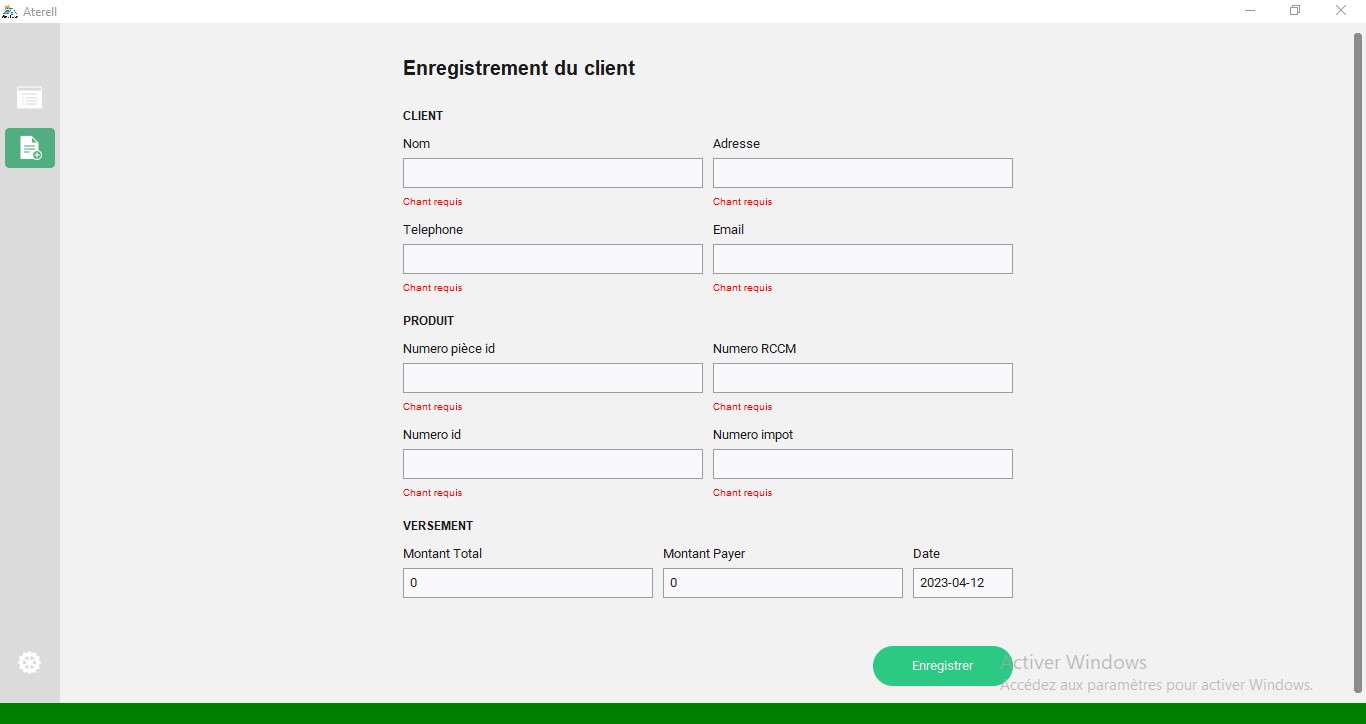 Aterell
Enregistrement du client
CLIENT
Nom Adresse
Chant requis Chant requis
Telephone Email
Chant requis Chant requis
PRODUIT
Numero pièce id Numero RCCM
Chant requis Chant requis
Numero id Numero impot
Chant requis Chant requis
VERSEMENT
Montant Total Montant Payer Date
0 0 2023-04-12
Enregistrer
Activer Windows
Accédez aux paramètres pour activer Windows.